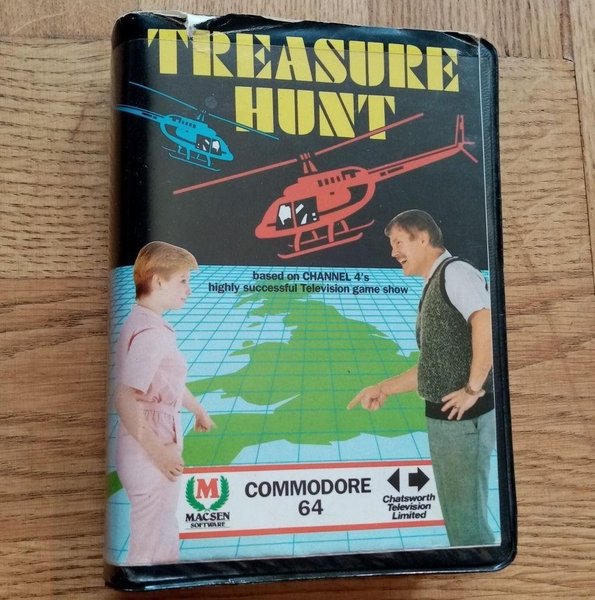 TREASURE
HUNT
based on CHANNEL 4's
highly successful Television game show
M
MACSEN
SOFTWARE
COMMODORE
64
Chatsworth
Television
Limited